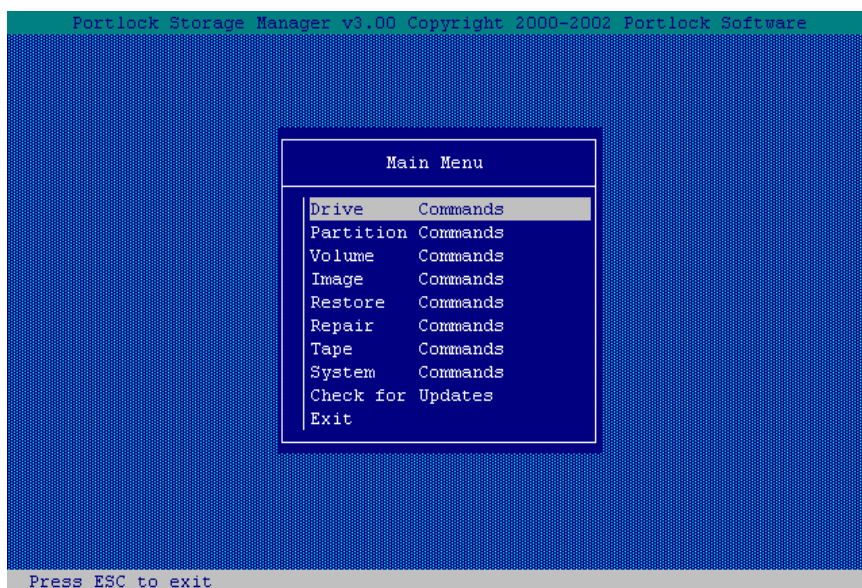 Portlock Storage Manager v3.00 Copyright 2000-2002 Portlock Software
Main Menu
Drive Commands
Partition Commands
Volume Commands
Image Commands
Restore Commands
Repair Commands
Tape Commands
System Commands
Check for Updates
Exit
Press ESC to exit